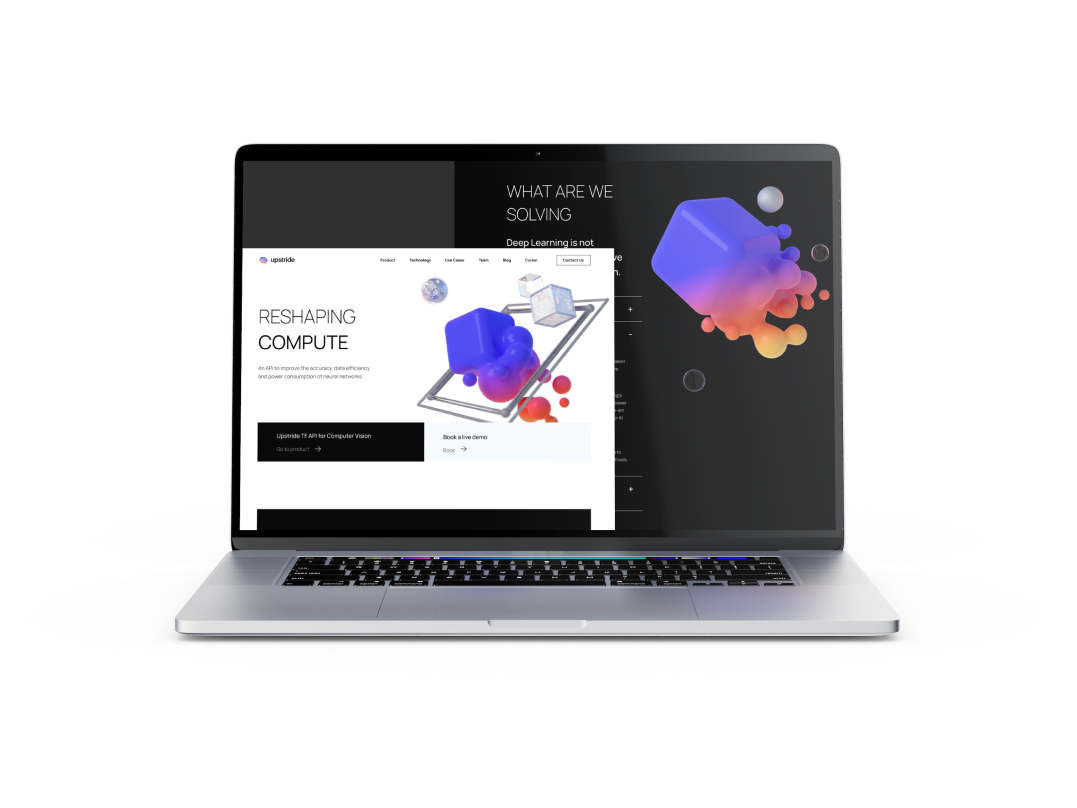 WHAT ARE WE
SOLVING
Deep Learning is not
upstride
Product
Technology
Use Cases
Team
Blog
Career
Contact Us
RESHAPING
COMPUTE
An API to improve the accuracy, data efficiency
and power consumption of neural networks.
Upstride TF API for Computer Vision
Go to product →
Book a live demo
Book →
+
-
+